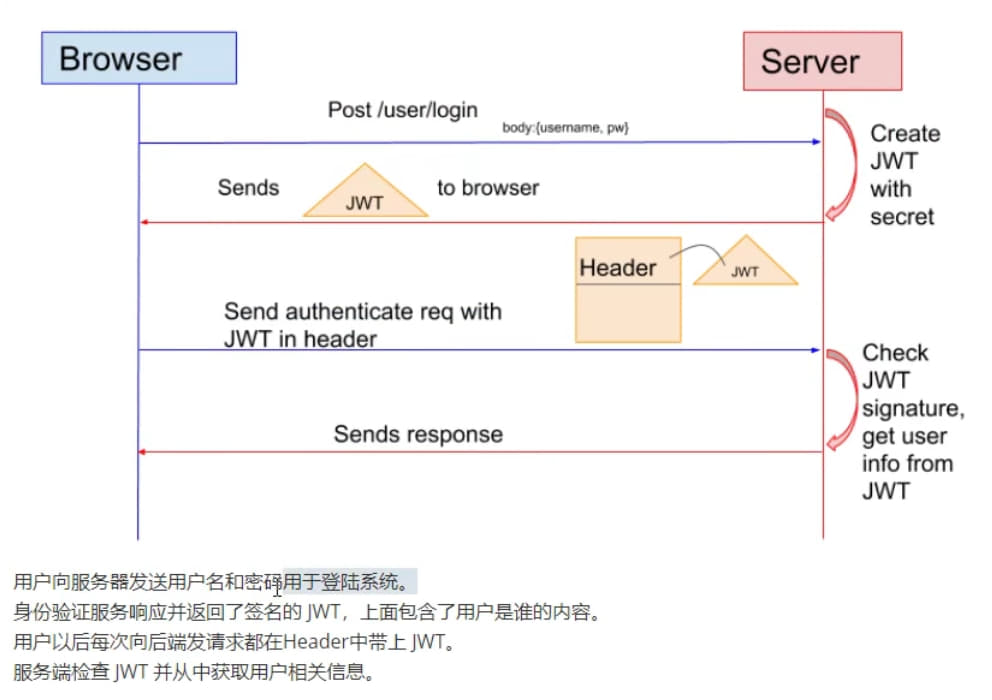 Browser
Server
Post /user/login
body:{username, pw}
Create
JWT
with
secret
Sends
JWT
to browser
Header
JWT
Send authenticate req with
JWT in header
Check
JWT
signature,
get user
info from
JWT
Sends response
用户向服务器发送用户名和密码用于登陆系统。
身份验证服务响应并返回了签名的 JWT，上面包含了用户是谁的内容。
用户以后每次向后端发请求都在Header中带上 JWT。
服务端检查 JWT 并从中获取用户相关信息。